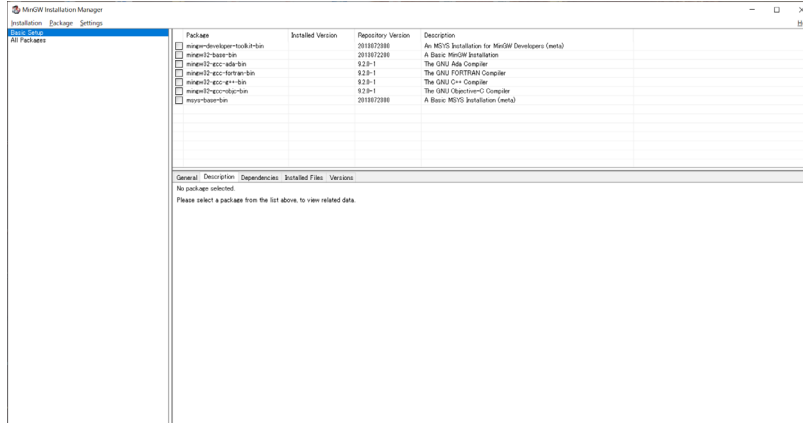 MinGW Installation Manager
Installation Package Settings
Basic Setup
All Packages
Package Installed Version Repository Version Description
mingw-developer-toolkit-bin 2013072300 An MSYS Installation for MinGW Developers (meta)
mingw32-base-bin 2013072200 A Basic MinGW Installation
mingw32-gcc-ada-bin 9.2.0-1 The GNU Ada Compiler
mingw32-gcc-fortran-bin 9.2.0-1 The GNU FORTRAN Compiler
mingw32-gcc-g++-bin 9.2.0-1 The GNU C++ Compiler
mingw32-gcc-objc-bin 9.2.0-1 The GNU Objective-C Compiler
msys-base-bin 2013072300 A Basic MSYS Installation (meta)
General Description Dependencies Installed Files Versions
No package selected.
Please select a package from the list above, to view related data.